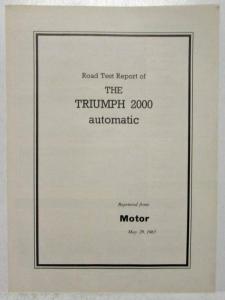 Road Test Report of
THE
TRIUMPH 2000
automatic
Reprinted from
Motor
May 29, 1965